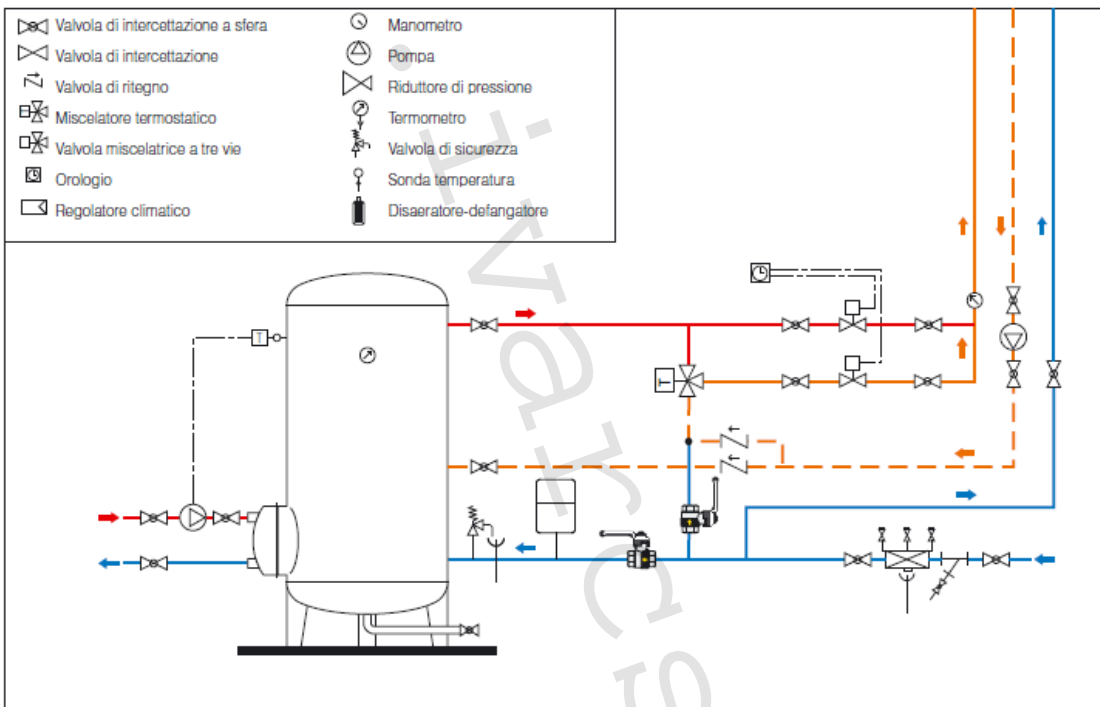 Valvola di intercettazione a sfera
Valvola di intercettazione
Valvola di ritegno
Miscelatore termostatico
Valvola miscelatrice a tre vie
Orologio
Regolatore climatico
Manometro
Pompa
Riduttore di pressione
Termometro
Valvola di sicurezza
Sonda temperatura
Disaeratore-defangatore
T
T
ivarcs